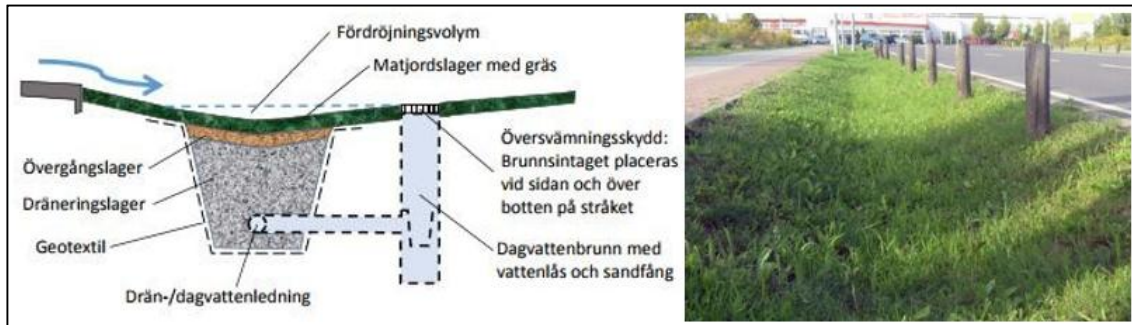 Fördröjningsvolym
Matjordslager med gräs
Övergångslager
Dräneringslager
Geotextil
Drän-/dagvattenledning
Översvämningsskydd:
Brunnsintaget placeras
vid sidan och över
botten på stråket
Dagvattenbrunn med
vattenlås och sandfång